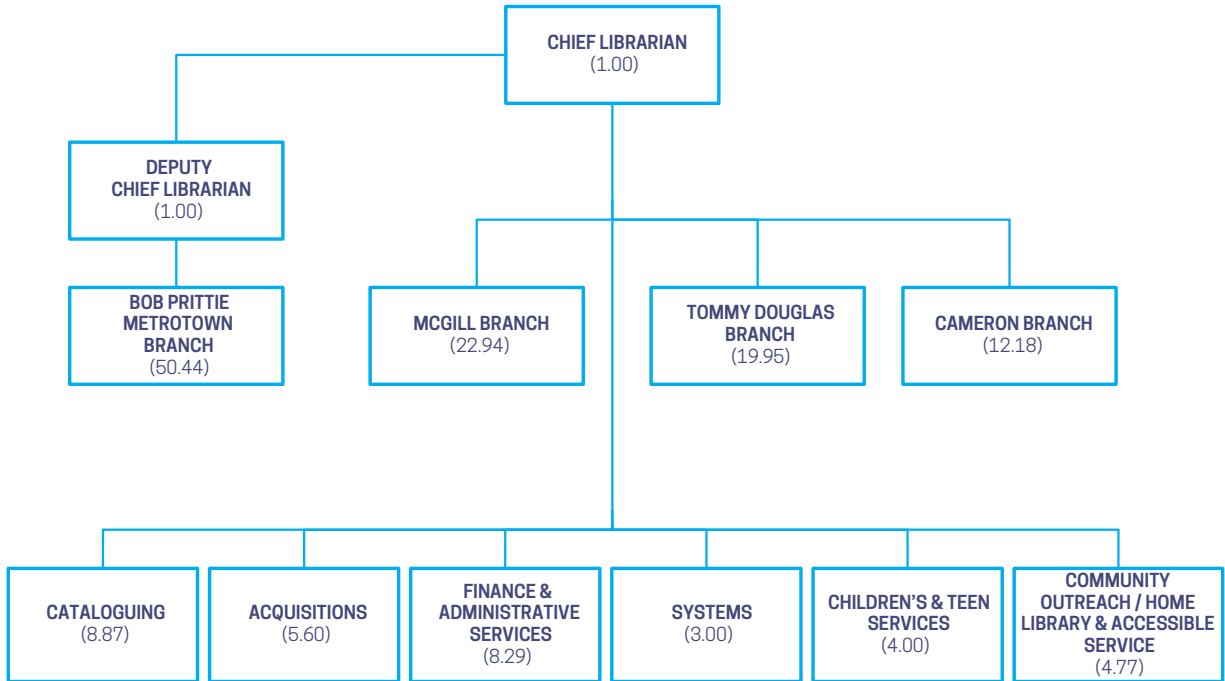 CHIEF LIBRARIAN
(1.00)
DEPUTY
CHIEF LIBRARIAN
(1.00)
BOB PRITTIE
METROTOWN
BRANCH
(50.44)
MCGILL BRANCH
(22.94)
TOMMY DOUGLAS
BRANCH
(19.95)
CAMERON BRANCH
(12.18)
CATALOGUING
(8.87)
ACQUISITIONS
(5.60)
FINANCE &
ADMINISTRATIVE
SERVICES
(8.29)
SYSTEMS
(3.00)
CHILDREN'S & TEEN
SERVICES
(4.00)
COMMUNITY
OUTREACH / HOME
LIBRARY & ACCESSIBLE
SERVICE
(4.77)